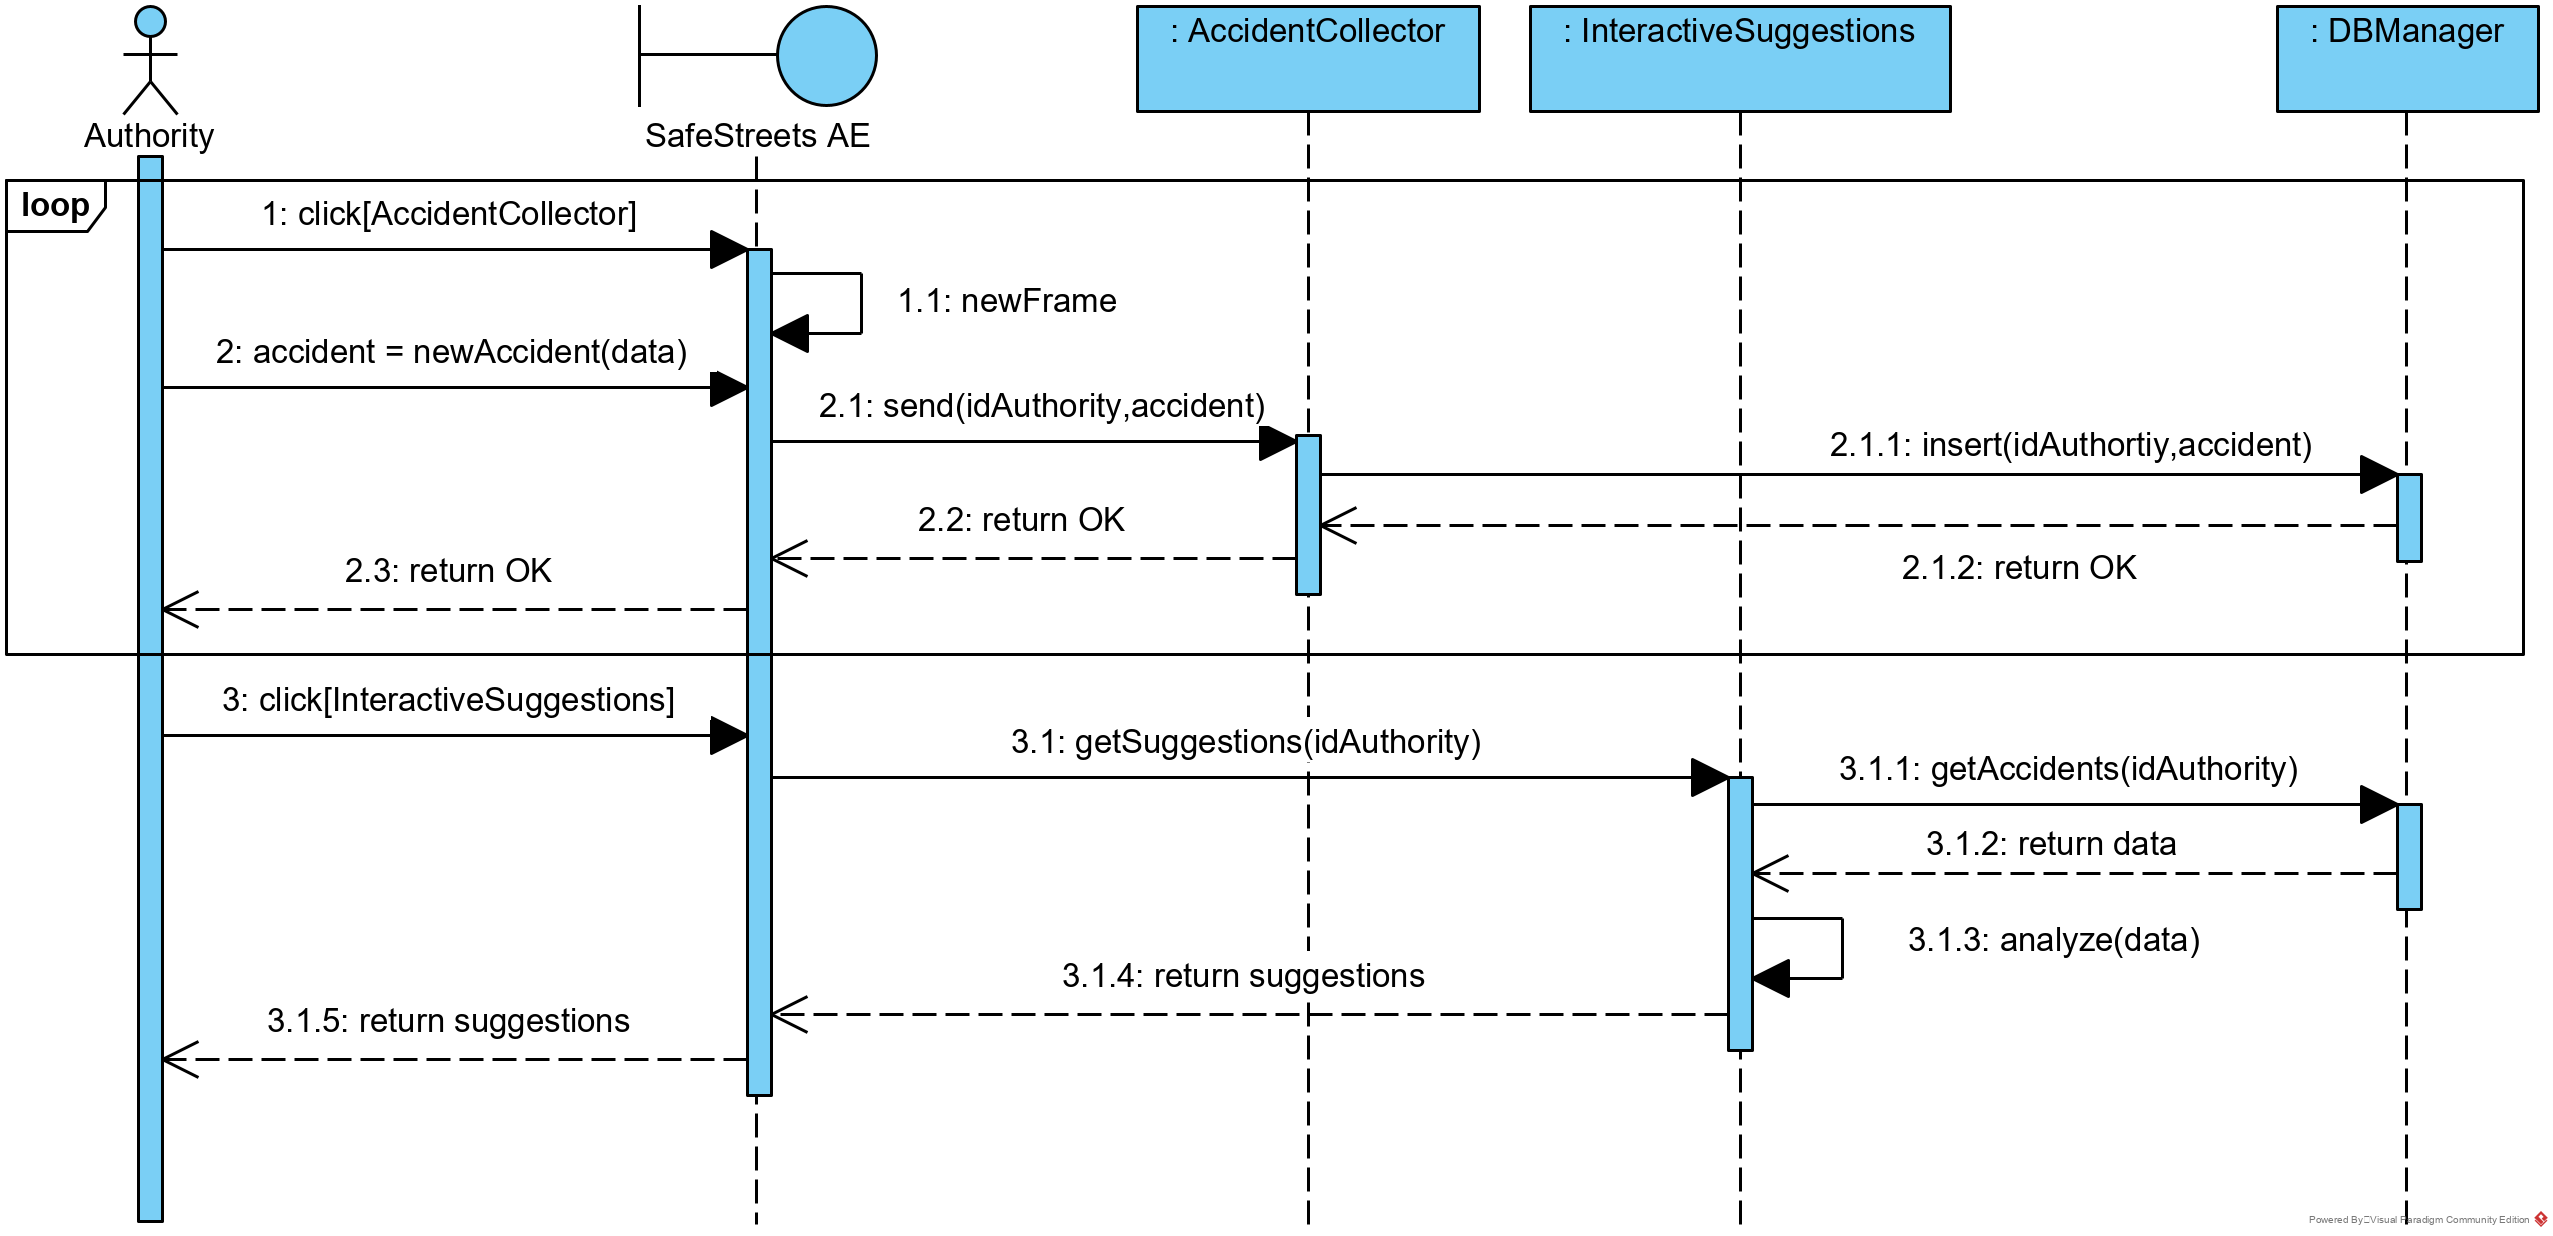 Authority
SafeStreets AE
: AccidentCollector
: InteractiveSuggestions
: DBManager
loop
1: click[AccidentCollector]
1.1: newFrame
2: accident = newAccident(data)
2.1: send(idAuthority,accident)
2.1.1: insert(idAuthortiy,accident)
2.2: return OK
2.1.2: return OK
2.3: return OK
3: click[InteractiveSuggestions]
3.1: getSuggestions(idAuthority)
3.1.1: getAccidents(idAuthority)
3.1.2: return data
3.1.3: analyze(data)
3.1.4: return suggestions
3.1.5: return suggestions
Powered By Visual Paradigm Community Edition